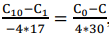 C₁₀−C₁ / −4*17 = C₀−C / 4*30